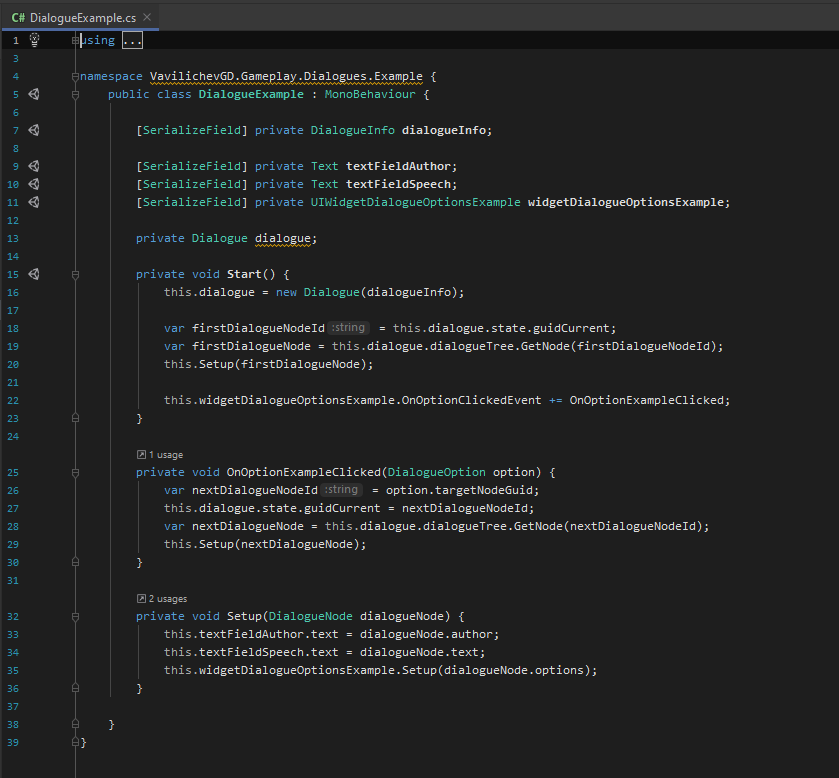 C# DialogueExample.cs ×
1 using ...
3
4 namespace VavilichevGD.Gameplay.Dialogues.Example {
5 public class DialogueExample : MonoBehaviour {
6
7 [SerializeField] private DialogueInfo dialogueInfo;
8
9 [SerializeField] private Text textFieldAuthor;
10 [SerializeField] private Text textFieldSpeech;
11 [SerializeField] private UIWidgetDialogueOptionsExample widgetDialogueOptionsExample;
12
13 private Dialogue dialogue;
14
15 private void Start() {
16 this.dialogue = new Dialogue(dialogueInfo);
17
18 var firstDialogueNodeId :string = this.dialogue.state.guidCurrent;
19 var firstDialogueNode = this.dialogue.dialogueTree.GetNode(firstDialogueNodeId);
20 this.Setup(firstDialogueNode);
21
22 this.widgetDialogueOptionsExample.OnOptionClickedEvent += OnOptionExampleClicked;
23 }
24
1 usage
25 private void OnOptionExampleClicked(DialogueOption option) {
26 var nextDialogueNodeId :string = option.targetNodeGuid;
27 this.dialogue.state.guidCurrent = nextDialogueNodeId;
28 var nextDialogueNode = this.dialogue.dialogueTree.GetNode(nextDialogueNodeId);
29 this.Setup(nextDialogueNode);
30 }
31
2 usages
32 private void Setup(DialogueNode dialogueNode) {
33 this.textFieldAuthor.text = dialogueNode.author;
34 this.textFieldSpeech.text = dialogueNode.text;
35 this.widgetDialogueOptionsExample.Setup(dialogueNode.options);
36 }
37
38 }
39 }